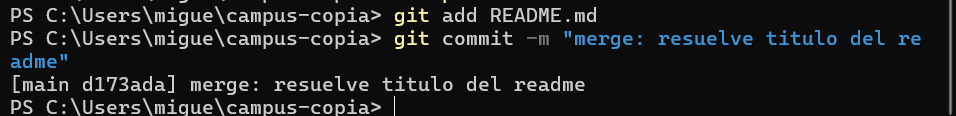 PS C:\Users\migue\campus-copia> git add README.md
PS C:\Users\migue\campus-copia> git commit -m "merge: resuelve titulo del re
adme"
[main d173ada] merge: resuelve titulo del readme
PS C:\Users\migue\campus-copia>